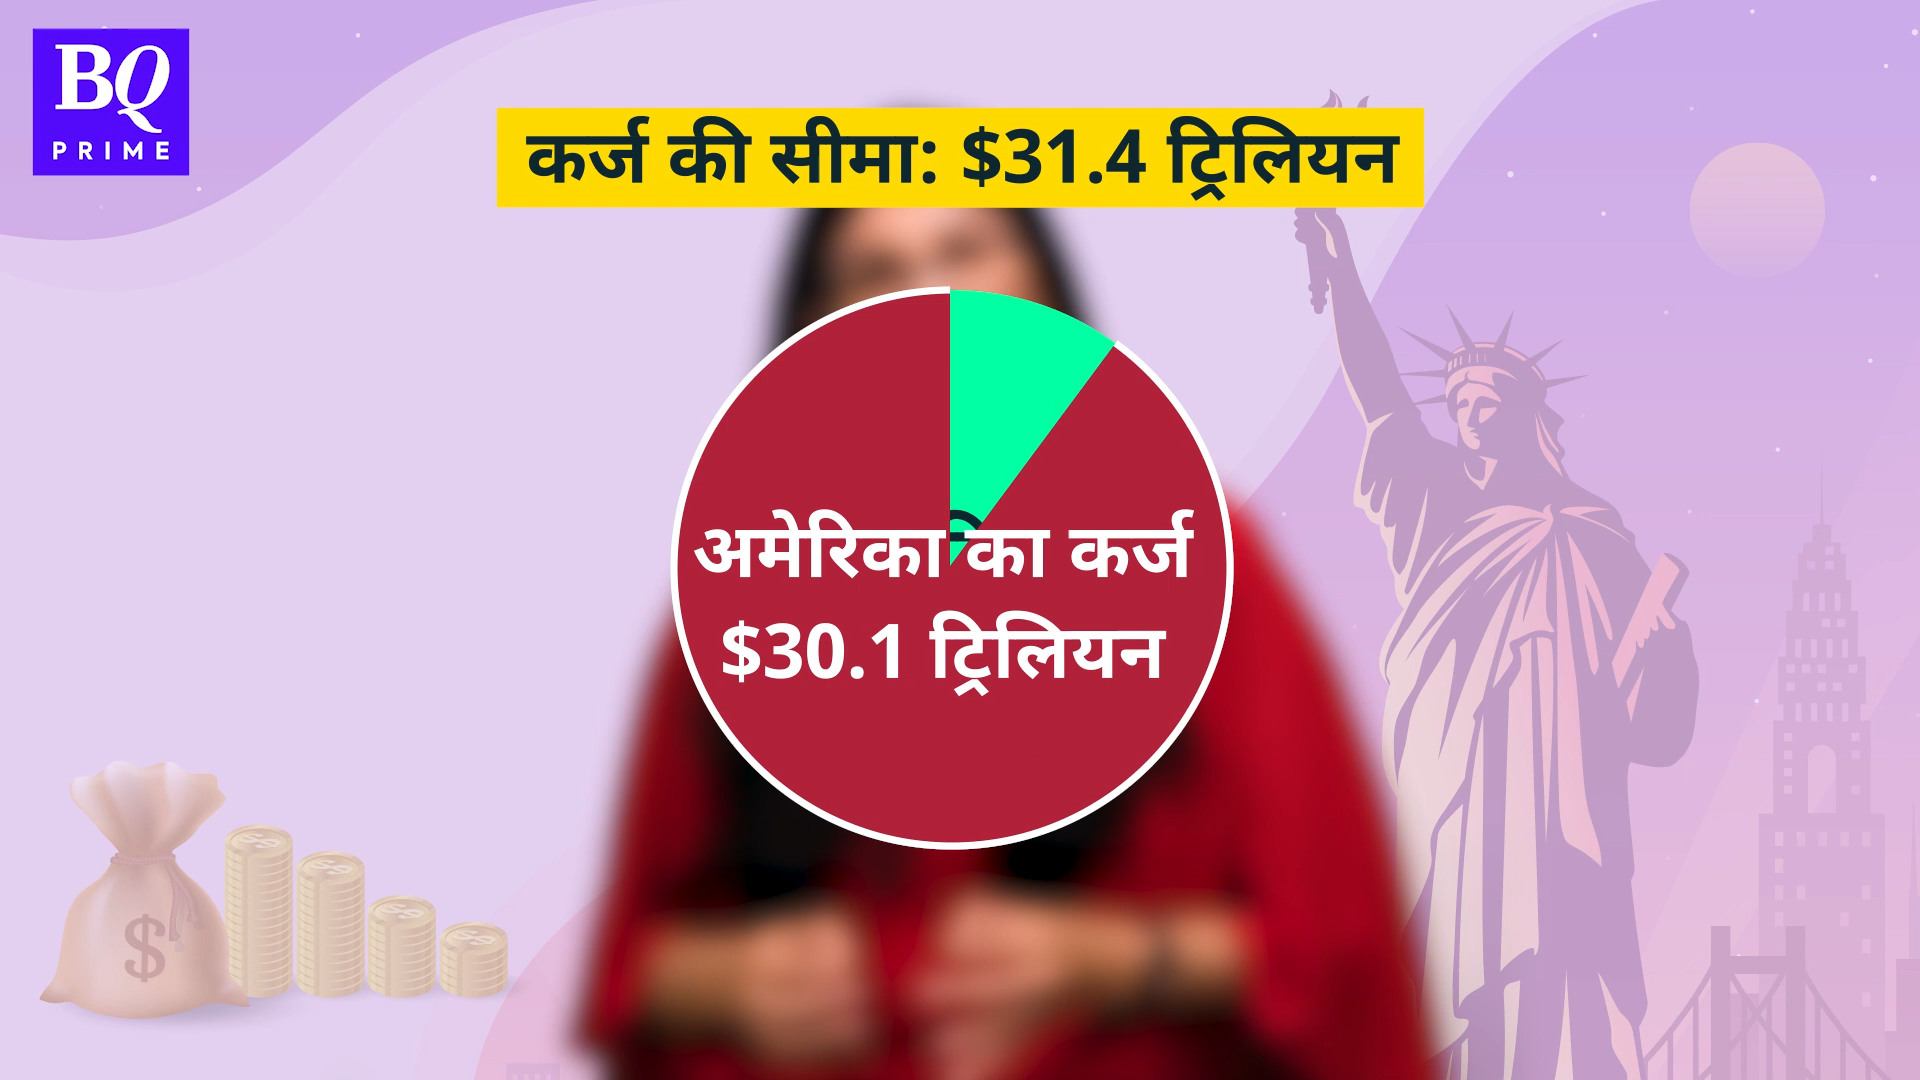 BQ
PRIME
कर्ज की सीमा: $31.4 ट्रिलियन
अमेरिका का कर्ज
$30.1 ट्रिलियन
$